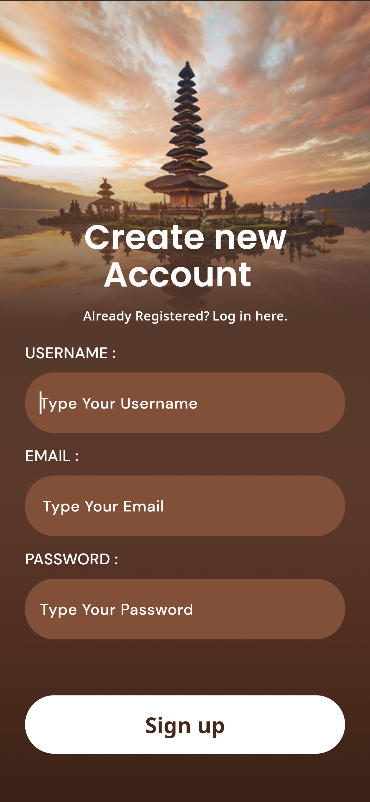 Create new
Account
Already Registered? Log in here.
USERNAME :
Type Your Username
EMAIL :
Type Your Email
PASSWORD :
Type Your Password
Sign up